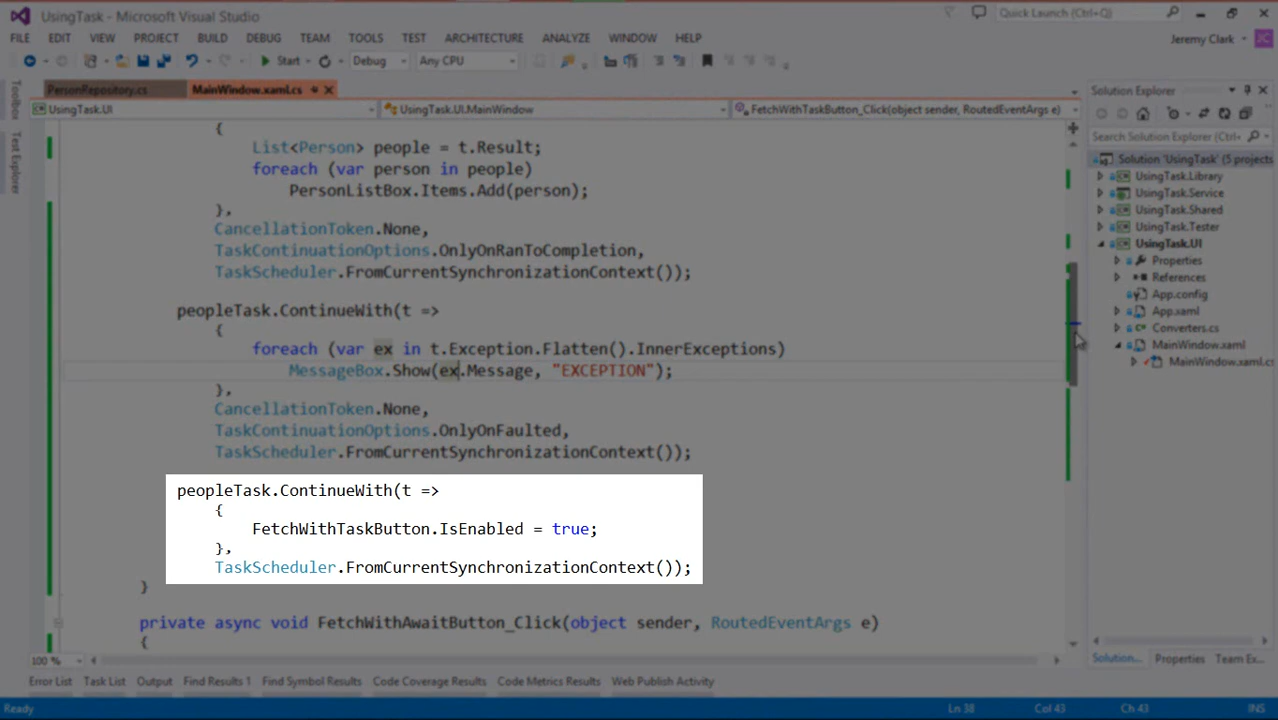 UsingTask - Microsoft Visual Studio
Quick Launch (Ctrl+Q)
FILE EDIT VIEW PROJECT BUILD DEBUG TEAM TOOLS TEST ARCHITECTURE ANALYZE WINDOW HELP
Jeremy Clark
JC
Start
Debug
Any CPU
Toolbox
Test Explorer
PersonRepository.cs
MainWindow.xaml.cs
UsingTask.UI
UsingTask.UI.MainWindow
FetchWithTaskButton_Click(object sender, RoutedEventArgs e)
{
List<Person> people = t.Result;
foreach (var person in people)
PersonListBox.Items.Add(person);
},
CancellationToken.None,
TaskContinuationOptions.OnlyOnRanToCompletion,
TaskScheduler.FromCurrentSynchronizationContext());
peopleTask.ContinueWith(t =>
{
foreach (var ex in t.Exception.Flatten().InnerExceptions)
MessageBox.Show(ex.Message, "EXCEPTION");
},
CancellationToken.None,
TaskContinuationOptions.OnlyOnFaulted,
TaskScheduler.FromCurrentSynchronizationContext());
peopleTask.ContinueWith(t =>
{
FetchWithTaskButton.IsEnabled = true;
},
TaskScheduler.FromCurrentSynchronizationContext());
}
private async void FetchWithAwaitButton_Click(object sender, RoutedEventArgs e)
{
100 %
Solution Explorer
Search Solution Explorer (Ctrl+
Solution 'UsingTask' (5 projects
UsingTask.Library
UsingTask.Service
UsingTask.Shared
UsingTask.Tester
UsingTask.UI
Properties
References
App.config
App.xaml
Converters.cs
MainWindow.xaml
MainWindow.xaml.cs
Solution... Properties Team Ex...
Error List Task List Output Find Results 1 Find Symbol Results Code Coverage Results Code Metrics Results Web Publish Activity
Ready
Ln 38
Col 43
Ch 43
INS